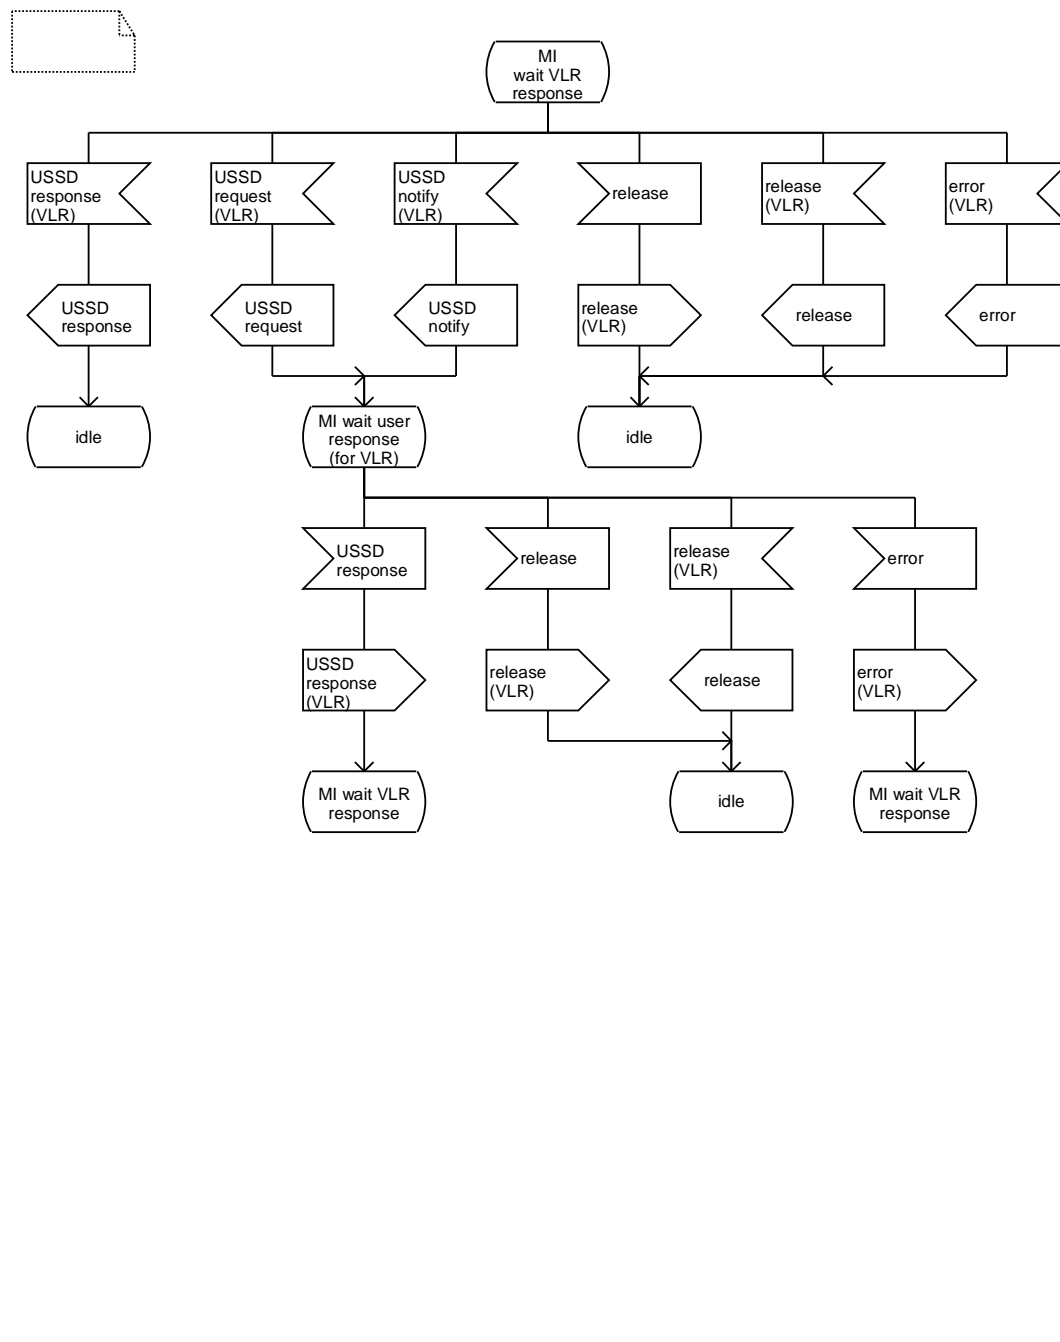 MI
wait VLR
response
USSD
response
(VLR)
USSD
request
(VLR)
USSD
notify
(VLR)
release
release
(VLR)
error
(VLR)
USSD
response
USSD
request
USSD
notify
release
(VLR)
release
error
idle
MI wait user
response
(for VLR)
idle
USSD
response
release
release
(VLR)
error
USSD
response
(VLR)
release
(VLR)
release
error
(VLR)
MI wait VLR
response
idle
MI wait VLR
response